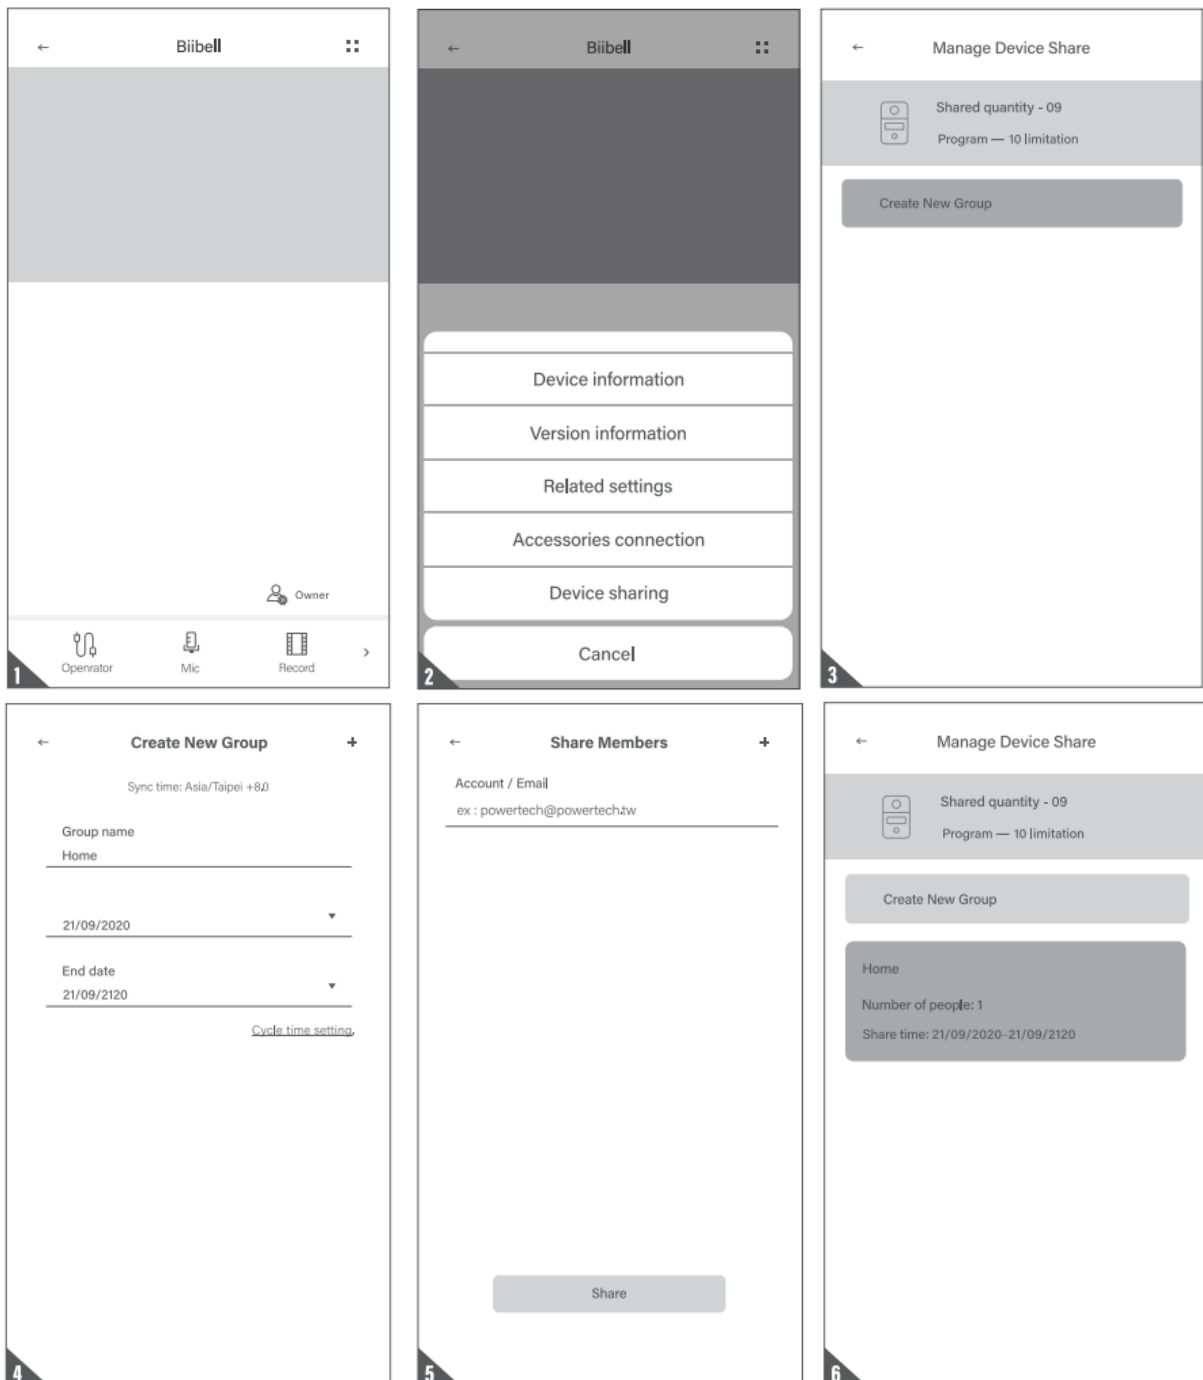 ← Biibell
Owner
Openrator Mic Record >
1
← Biibell
Device information
Version information
Related settings
Accessories connection
Device sharing
Cancel
2
← Manage Device Share
Shared quantity - 09
Program — 10 limitation
Create New Group
3
← Create New Group +
Sync time: Asia/Taipei +8.0
Group name
Home
21/09/2020
End date
21/09/2120
Cycle time setting.
4
← Share Members +
Account / Email
ex : powertech@powertech.tw
Share
5
← Manage Device Share
Shared quantity - 09
Program — 10 limitation
Create New Group
Home
Number of people: 1
Share time: 21/09/2020-21/09/2120
6